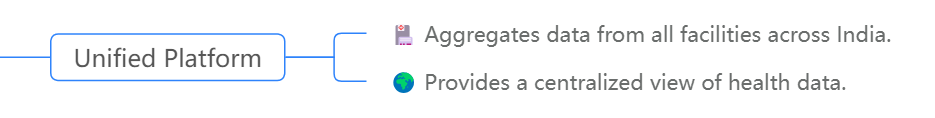 Unified Platform
Aggregates data from all facilities across India.
Provides a centralized view of health data.